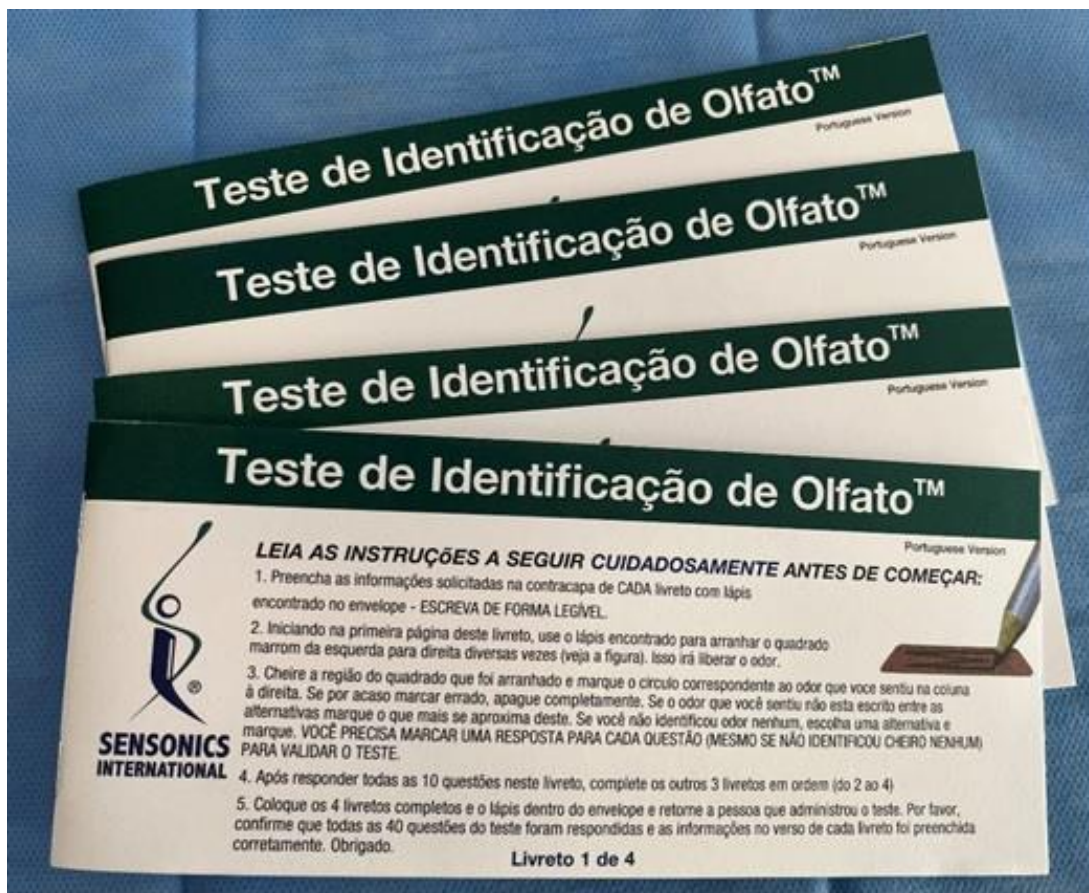 Teste de Identificação de Olfato™
Portuguese Version
Teste de Identificação de Olfato™
Portuguese Version
Teste de Identificação de Olfato™
Portuguese Version
Teste de Identificação de Olfato™
Portuguese Version
LEIA AS INSTRUÇõES A SEGUIR CUIDADOSAMENTE ANTES DE COMEÇAR:
1. Preencha as informações solicitadas na contracapa de CADA livreto com lápis
encontrado no envelope - ESCREVA DE FORMA LEGÍVEL.
2. Iniciando na primeira página deste livreto, use o lápis encontrado para arranhar o quadrado
marrom da esquerda para direita diversas vezes (veja a figura). Isso irá liberar o odor.
3. Cheire a região do quadrado que foi arranhado e marque o circulo correspondente ao odor que voce sentiu na coluna
à direita. Se por acaso marcar errado, apague completamente. Se o odor que você sentiu não esta escrito entre as
alternativas marque o que mais se aproxima deste. Se você não identificou odor nenhum, escolha uma alternativa e
marque. VOCÊ PRECISA MARCAR UMA RESPOSTA PARA CADA QUESTÃO (MESMO SE NÃO IDENTIFICOU CHEIRO NENHUM)
PARA VALIDAR O TESTE.
4. Após responder todas as 10 questões neste livreto, complete os outros 3 livretos em ordem (do 2 ao 4)
5. Coloque os 4 livretos completos e o lápis dentro do envelope e retorne a pessoa que administrou o teste. Por favor,
confirme que todas as 40 questões do teste foram respondidas e as informações no verso de cada livreto foi preenchida
corretamente. Obrigado.
®
SENSONICS
INTERNATIONAL
Livreto 1 de 4